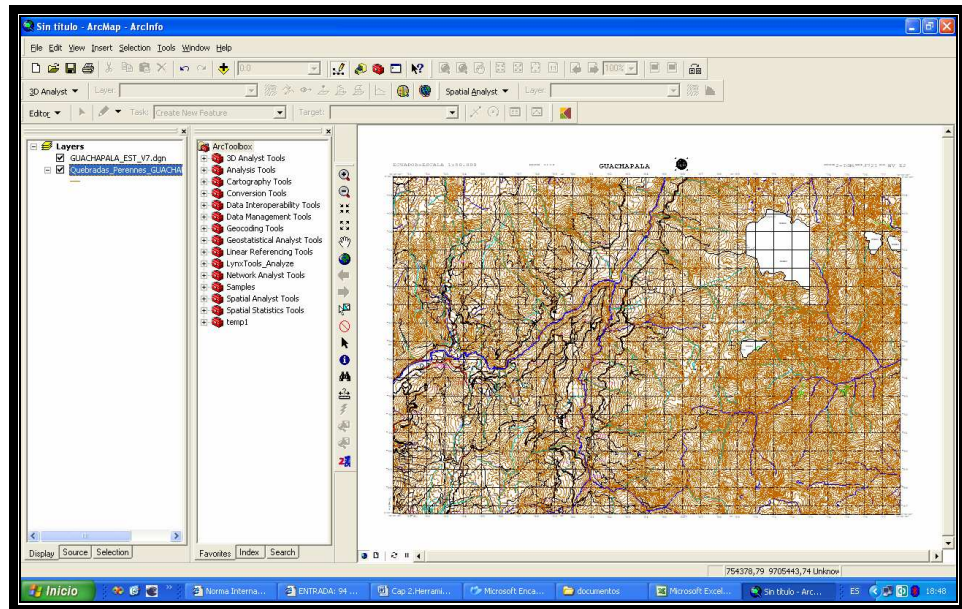 Sin título - ArcMap - ArcInfo
File Edit View Insert Selection Tools Window Help
0.0
100%
3D Analyst
Layer:
Spatial Analyst
Layer:
Editor
Task: Create New Feature
Target:
Layers
GUACHAPALA_EST_V7.dgn
Quebradas_Perennes_GUACHA
ArcToolbox
3D Analyst Tools
Analysis Tools
Cartography Tools
Conversion Tools
Data Interoperability Tools
Data Management Tools
Geocoding Tools
Geostatistical Analyst Tools
Linear Referencing Tools
LynxTools_Analyze
Network Analyst Tools
Samples
Spatial Analyst Tools
Spatial Statistics Tools
temp1
GUACHAPALA
Display Source Selection
Favorites Index Search
754378,79 9705443,74 Unknow
Inicio
Norma Interna...
ENTRADA: 94 ...
Cap 2.Herrami...
Microsoft Enca...
documentos
Microsoft Excel...
Sin título - Arc...
ES
18:48